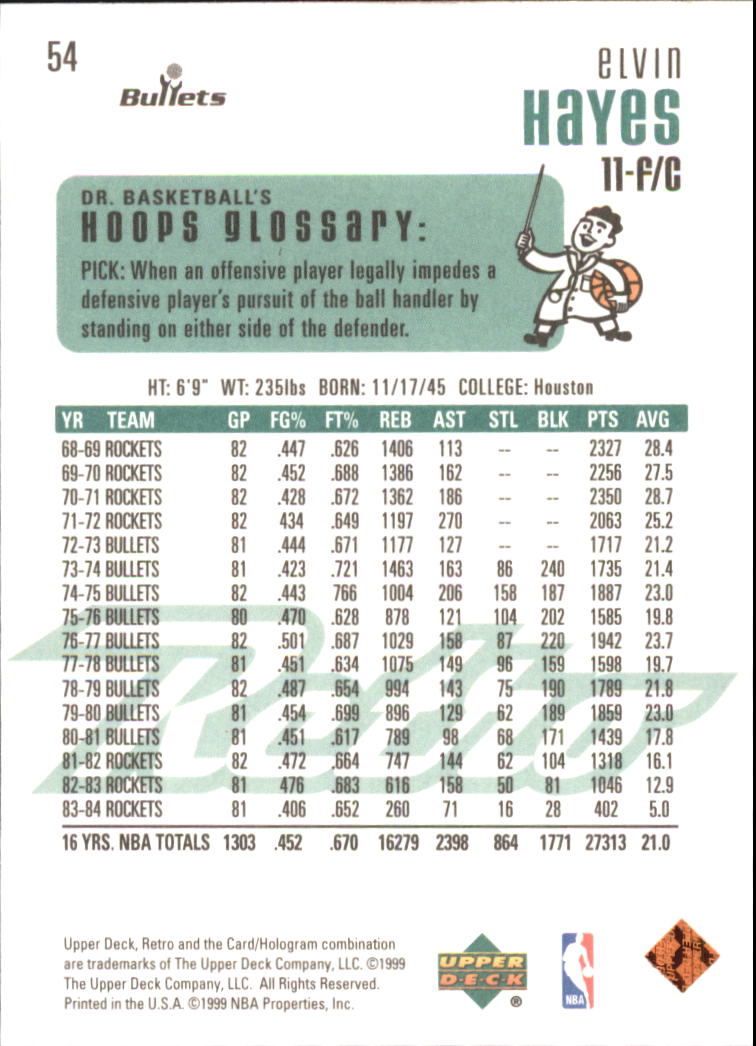 54
Bullets
ELVIN
HAYES
11-F/C
DR. BASKETBALL'S
HOOPS GLOSSARY:
PICK: When an offensive player legally impedes a
defensive player's pursuit of the ball handler by
standing on either side of the defender.
HT: 6'9" WT: 235lbs BORN: 11/17/45 COLLEGE: Houston
YR TEAM GP FG% FT% REB AST STL BLK PTS AVG
68-69 ROCKETS 82 .447 .626 1406 113 -- -- 2327 28.4
69-70 ROCKETS 82 .452 .688 1386 162 -- -- 2256 27.5
70-71 ROCKETS 82 .428 .672 1362 186 -- -- 2350 28.7
71-72 ROCKETS 82 434 .649 1197 270 -- -- 2063 25.2
72-73 BULLETS 81 .444 .671 1177 127 -- -- 1717 21.2
73-74 BULLETS 81 .423 .721 1463 163 86 240 1735 21.4
74-75 BULLETS 82 .443 766 1004 206 158 187 1887 23.0
75-76 BULLETS 80 .470 .628 878 121 104 202 1585 19.8
76-77 BULLETS 82 .501 .687 1029 158 87 220 1942 23.7
77-78 BULLETS 81 .451 .634 1075 149 96 159 1598 19.7
78-79 BULLETS 82 .487 .654 994 143 75 190 1789 21.8
79-80 BULLETS 81 .454 .699 896 129 62 189 1859 23.0
80-81 BULLETS 81 .451 .617 789 98 68 171 1439 17.8
81-82 ROCKETS 82 .472 .664 747 144 62 104 1318 16.1
82-83 ROCKETS 81 476 .683 616 158 50 81 1046 12.9
83-84 ROCKETS 81 .406 .652 260 71 16 28 402 5.0
16 YRS. NBA TOTALS 1303 .452 .670 16279 2398 864 1771 27313 21.0
Retro
Upper Deck, Retro and the Card/Hologram combination
are trademarks of The Upper Deck Company, LLC. ©1999
The Upper Deck Company, LLC. All Rights Reserved.
Printed in the U.S.A. ©1999 NBA Properties, Inc.
UPPER
DECK
®
NBA